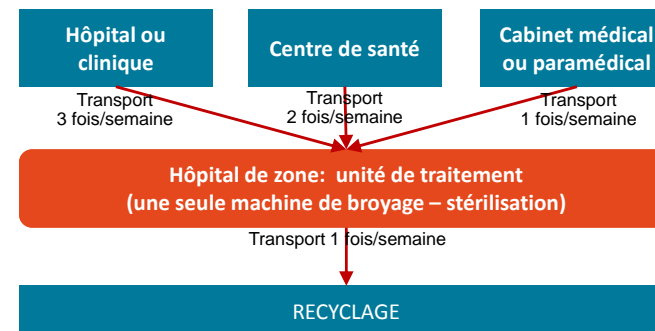 Hôpital ou
clinique
Centre de santé
Cabinet médical
ou paramédical
Transport
3 fois/semaine
Transport
2 fois/semaine
Transport
1 fois/semaine
Hôpital de zone: unité de traitement
(une seule machine de broyage – stérilisation)
Transport 1 fois/semaine
RECYCLAGE